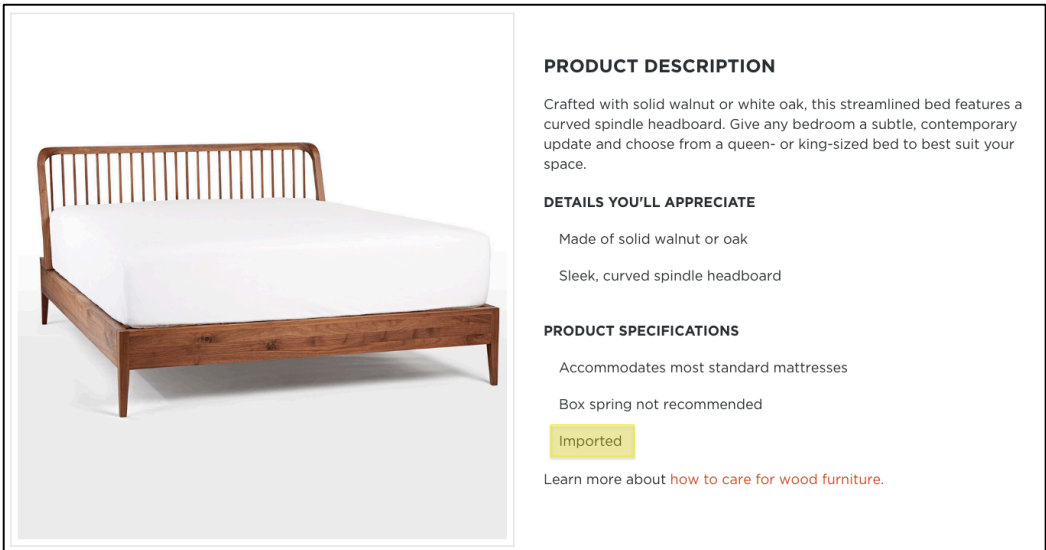 PRODUCT DESCRIPTION
Crafted with solid walnut or white oak, this streamlined bed features a
curved spindle headboard. Give any bedroom a subtle, contemporary
update and choose from a queen- or king-sized bed to best suit your
space.
DETAILS YOU'LL APPRECIATE
Made of solid walnut or oak
Sleek, curved spindle headboard
PRODUCT SPECIFICATIONS
Accommodates most standard mattresses
Box spring not recommended
Imported
Learn more about how to care for wood furniture.